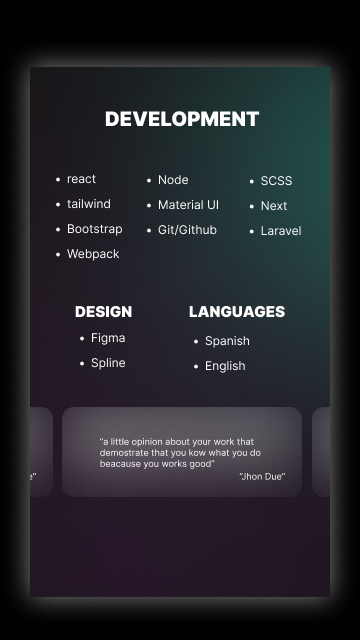 DEVELOPMENT
• react
• tailwind
• Bootstrap
• Webpack
• Node
• Material UI
• Git/Github
• SCSS
• Next
• Laravel
DESIGN
• Figma
• Spline
LANGUAGES
• Spanish
• English
“a little opinion about your work that
demostrate that you kow what you do
beacause you works good”
“Jhon Due”